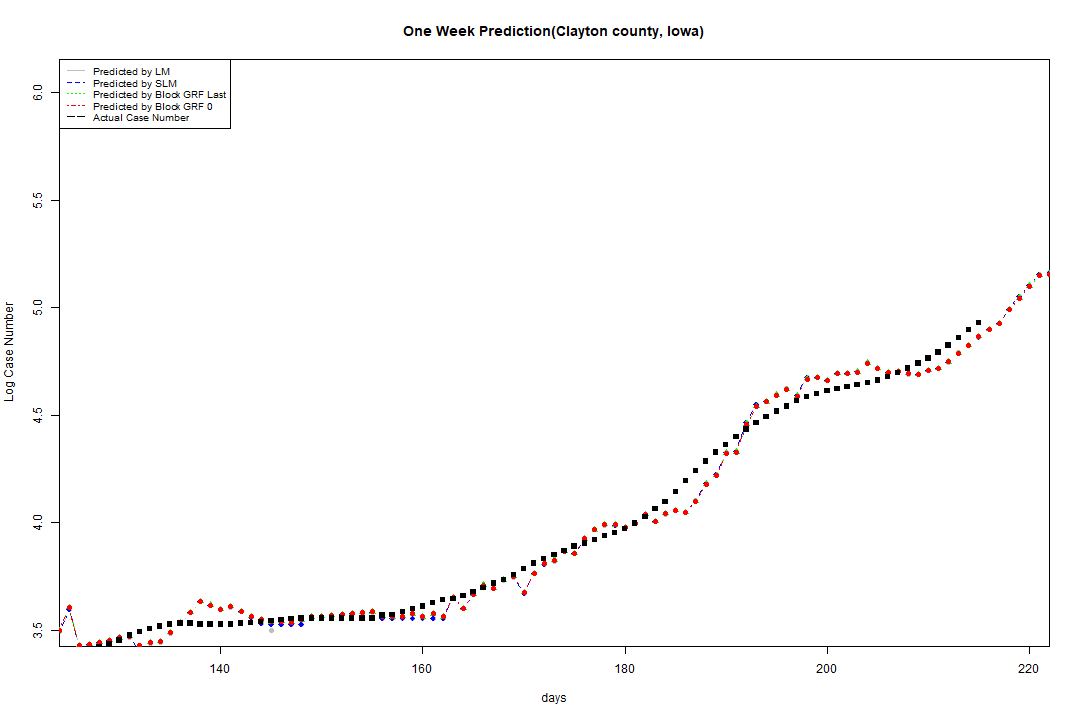 One Week Prediction(Clayton county, Iowa)
Predicted by LM
Predicted by SLM
Predicted by Block GRF Last
Predicted by Block GRF 0
Actual Case Number
6.0
5.5
5.0
4.5
4.0
3.5
Log Case Number
140 160 180 200 220
days